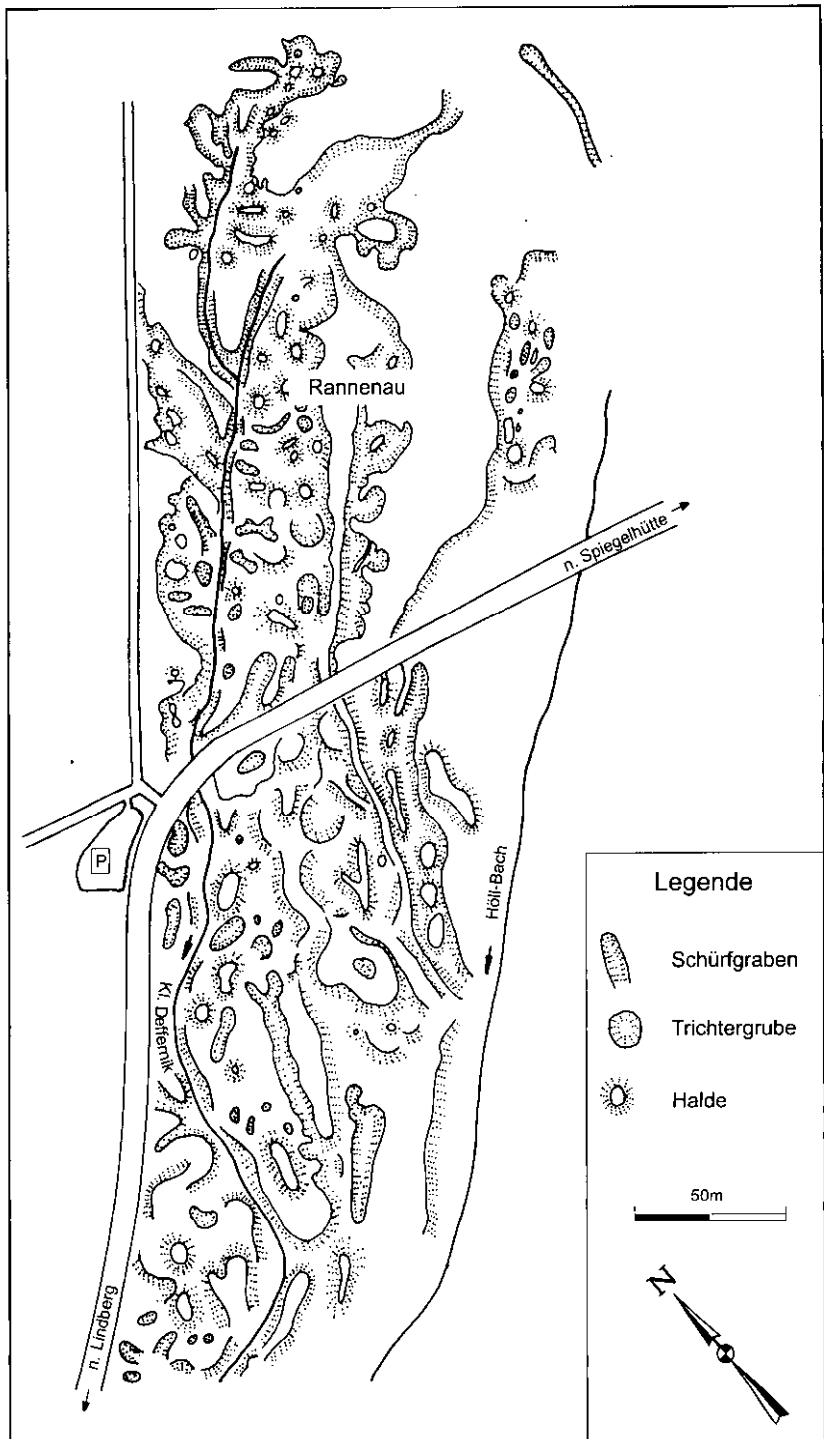 Rannenau
n. Spiegelhütte
P
Höll-Bach
Kl. Deffernik
n. Lindberg
Legende
Schürfgraben
Trichtergrube
Halde
50m
N